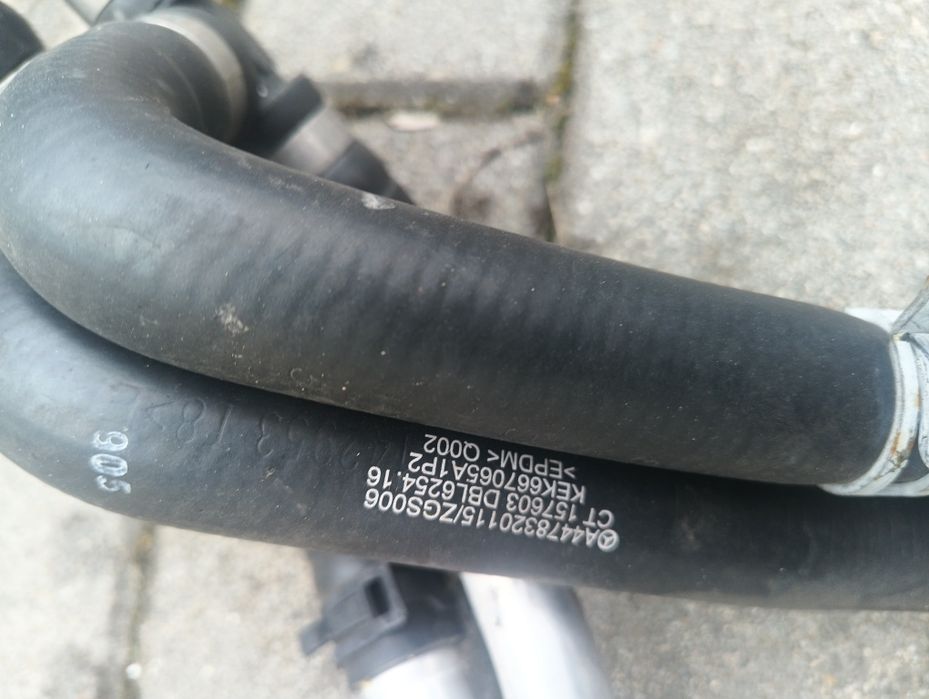 A4478320115/ZGS006
CT 157603 DBL6254.16
KEK667065A1P2
>EPDM< Q002
905